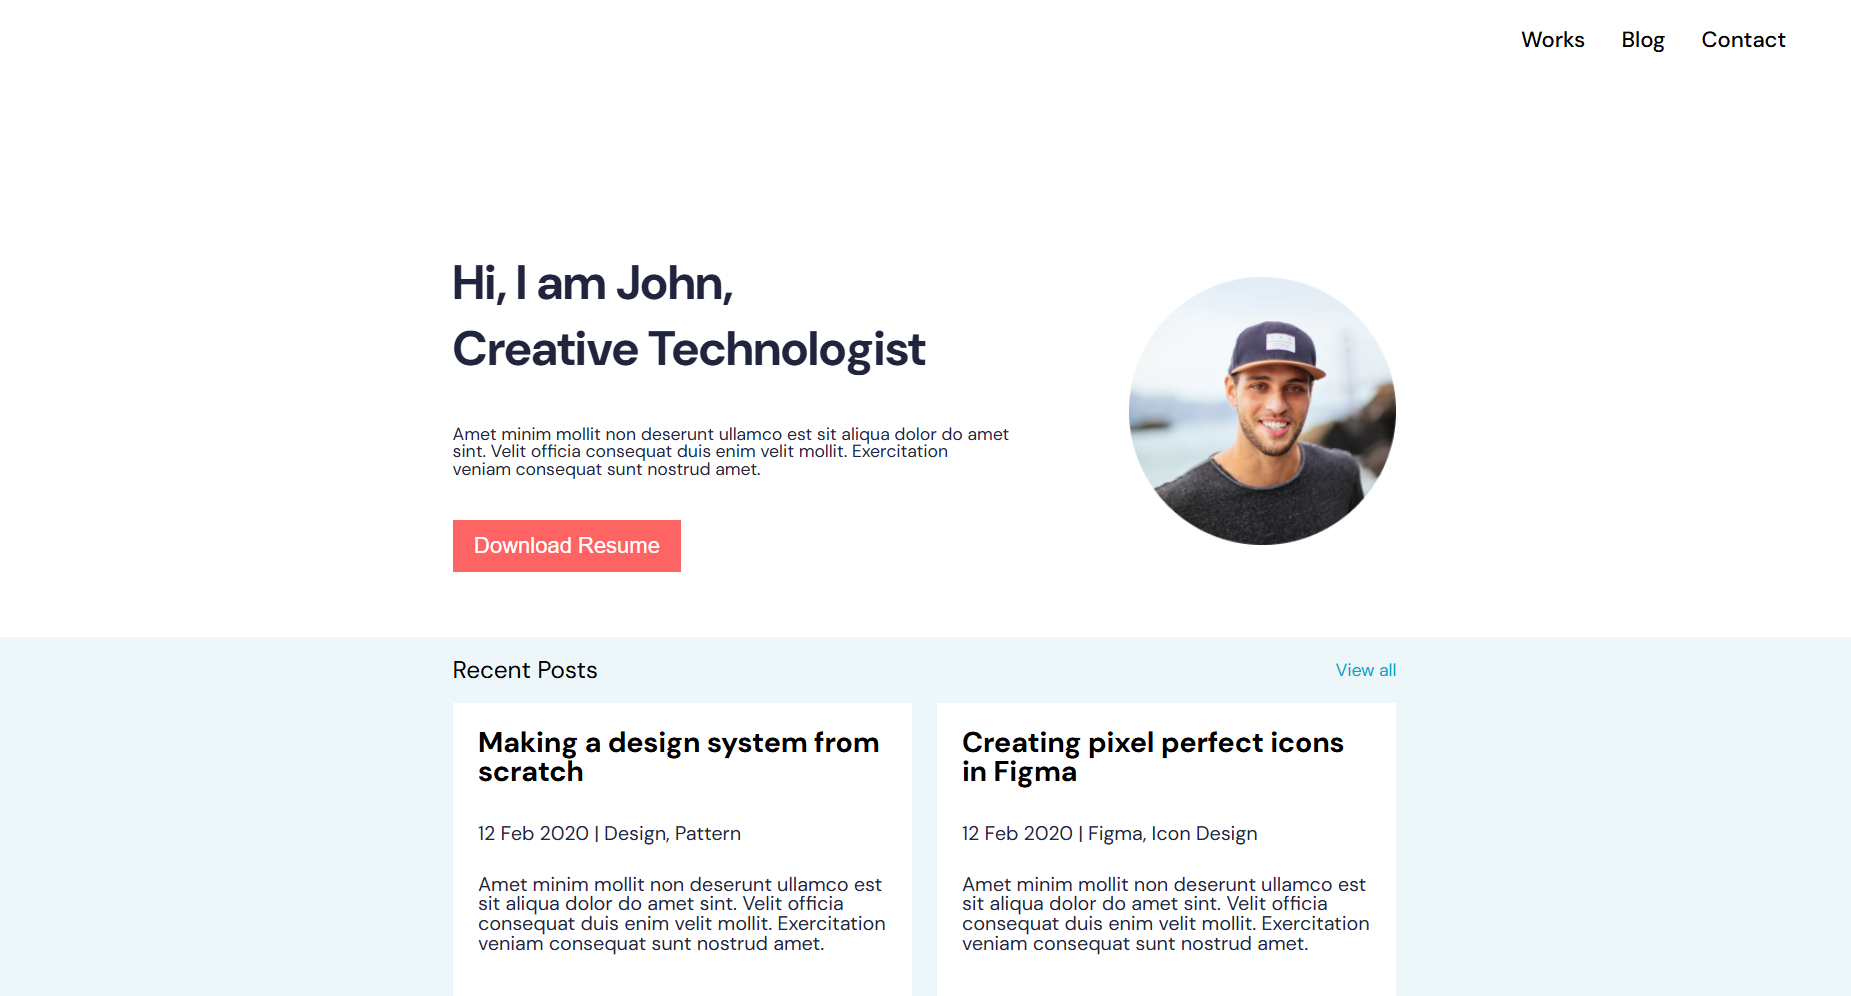 Works Blog Contact
Hi, I am John,
Creative Technologist
Amet minim mollit non deserunt ullamco est sit aliqua dolor do amet
sint. Velit officia consequat duis enim velit mollit. Exercitation
veniam consequat sunt nostrud amet.
Download Resume
Recent Posts
View all
Making a design system from
scratch
12 Feb 2020 | Design, Pattern
Amet minim mollit non deserunt ullamco est
sit aliqua dolor do amet sint. Velit officia
consequat duis enim velit mollit. Exercitation
veniam consequat sunt nostrud amet.
Creating pixel perfect icons
in Figma
12 Feb 2020 | Figma, Icon Design
Amet minim mollit non deserunt ullamco est
sit aliqua dolor do amet sint. Velit officia
consequat duis enim velit mollit. Exercitation
veniam consequat sunt nostrud amet.